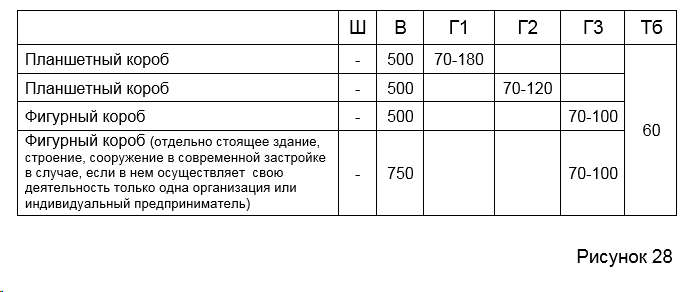 Ш В Г1 Г2 Г3 Тб
Планшетный короб - 500 70-180
Планшетный короб - 500 70-120
Фигурный короб - 500 70-100
Фигурный короб (отдельно стоящее здание,
строение, сооружение в современной застройке
в случае, если в нем осуществляет свою
деятельность только одна организация или
индивидуальный предприниматель)
- 750 70-100
60
Рисунок 28